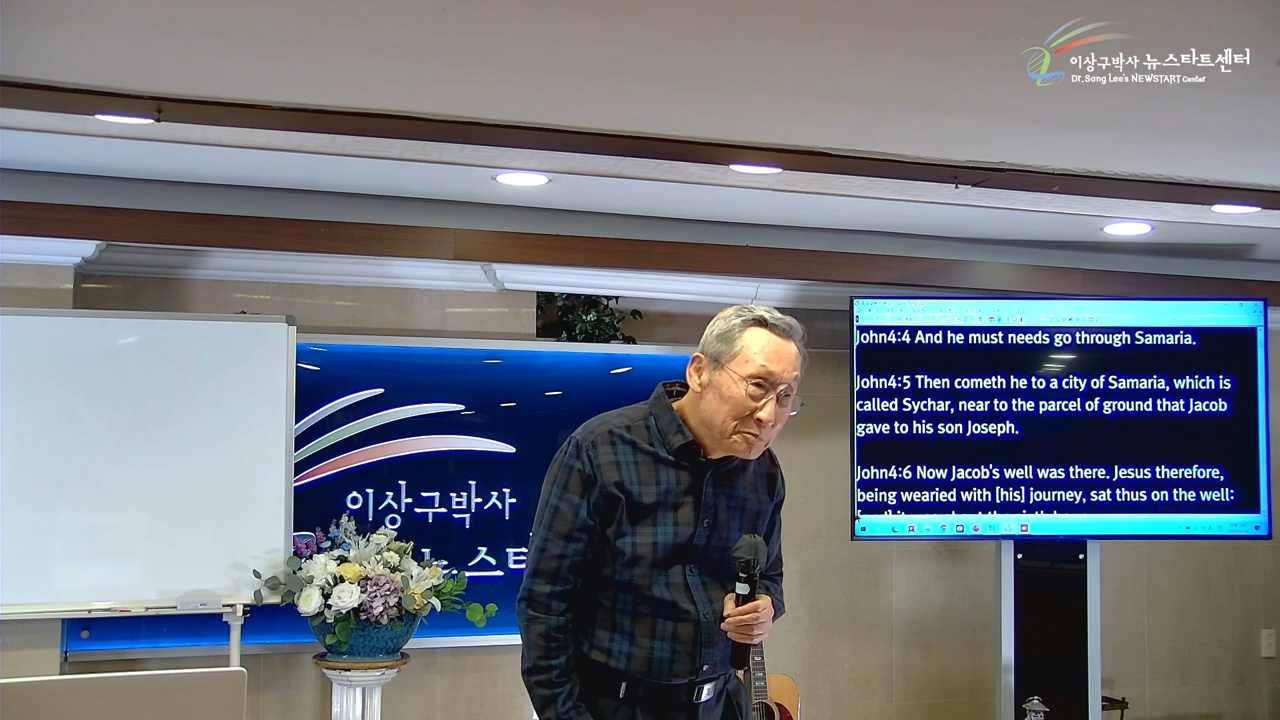 이상구박사 뉴스타트센터
Dr. Sang Lee's NEWSTART Center
이상구박사
뉴스타
John4:4 And he must needs go through Samaria.
John4:5 Then cometh he to a city of Samaria, which is
called Sychar, near to the parcel of ground that Jacob
gave to his son Joseph.
John4:6 Now Jacob's well was there. Jesus therefore,
being wearied with [his] journey, sat thus on the well: